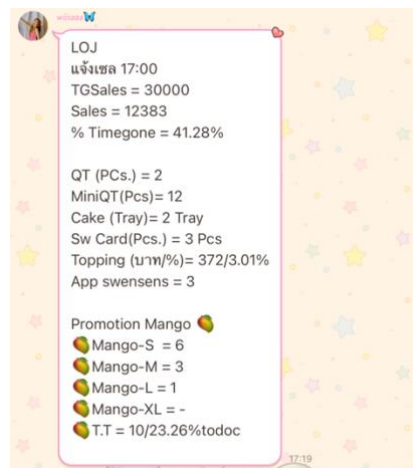 LOJ
แจ้งเซล 17:00
TGSales = 30000
Sales = 12383
% Timegone = 41.28%
QT (PCs.) = 2
MiniQT(Pcs)= 12
Cake (Tray)= 2 Tray
Sw Card(Pcs.) = 3 Pcs
Topping (บาท/%)= 372/3.01%
App swensens = 3
Promotion Mango 🥭
🥭Mango-S = 6
🥭Mango-M = 3
🥭Mango-L = 1
🥭Mango-XL = -
🥭T.T = 10/23.26%todoc
17:19